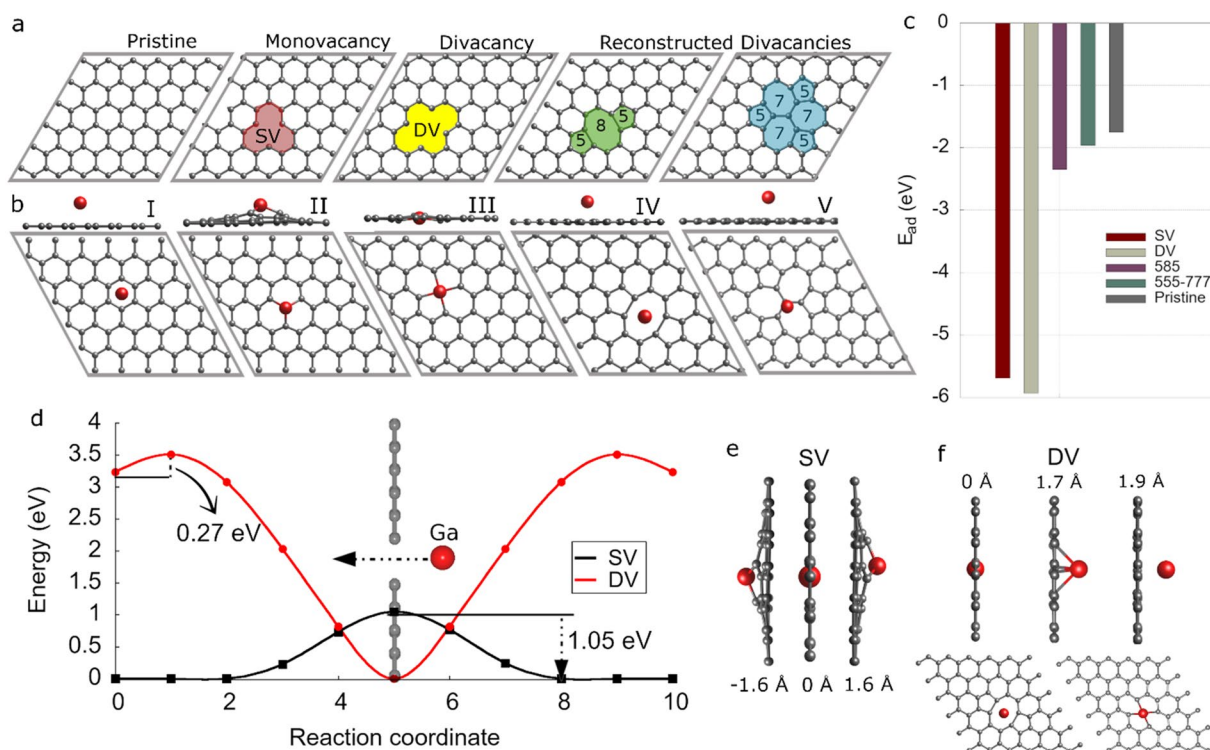 a
Pristine Monovacancy Divacancy Reconstructed Divacancies
SV DV 5 8 5 5 7 5 7 7 5
b
I II III IV V
c
0
-1
-2
-3
-4
-5
-6
E_ad (eV)
SV
DV
585
555-777
Pristine
d
4
3.5
3
2.5
2
1.5
1
0.5
0
Energy (eV)
0.27 eV
Ga
SV
DV
1.05 eV
0 2 4 6 8 10
Reaction coordinate
e SV
-1.6 Å 0 Å 1.6 Å
f DV
0 Å 1.7 Å 1.9 Å